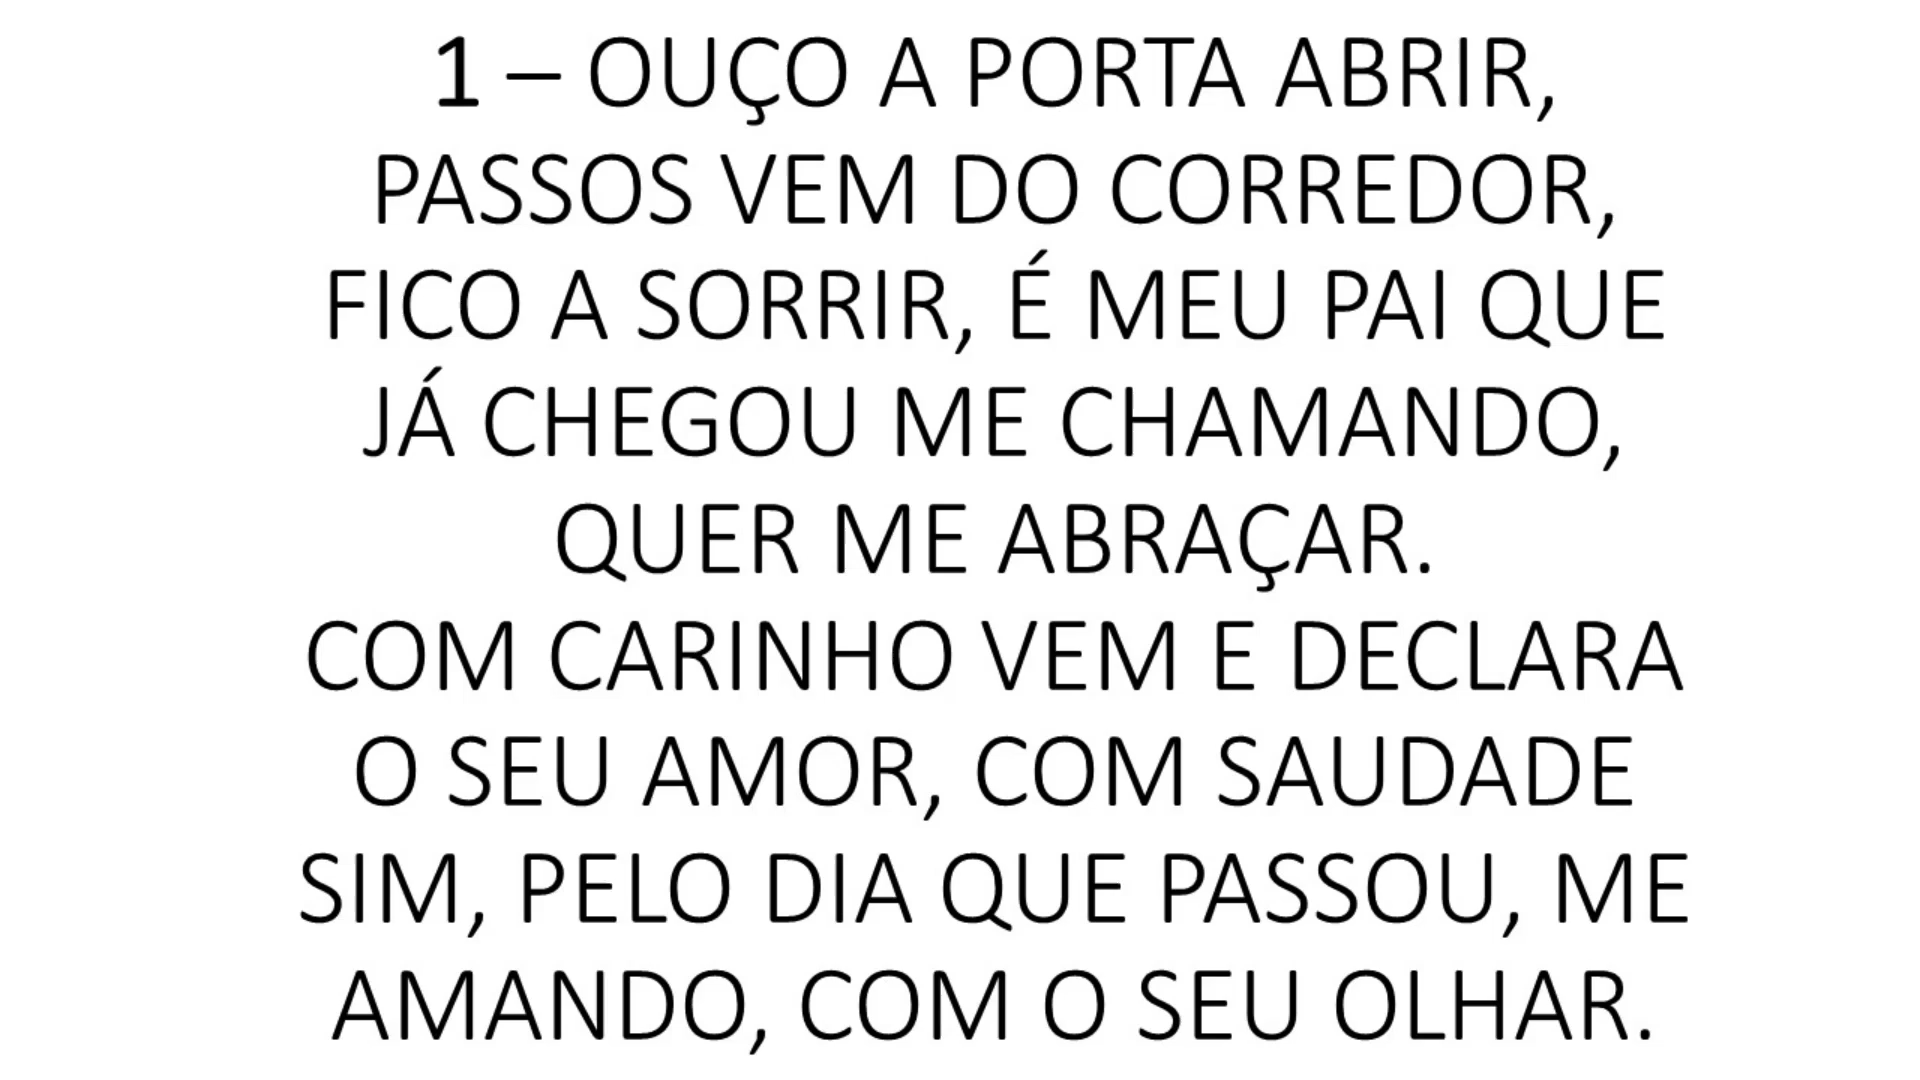 1 – OUÇO A PORTA ABRIR,
PASSOS VEM DO CORREDOR,
FICO A SORRIR, É MEU PAI QUE
JÁ CHEGOU ME CHAMANDO,
QUER ME ABRAÇAR.
COM CARINHO VEM E DECLARA
O SEU AMOR, COM SAUDADE
SIM, PELO DIA QUE PASSOU, ME
AMANDO, COM O SEU OLHAR.